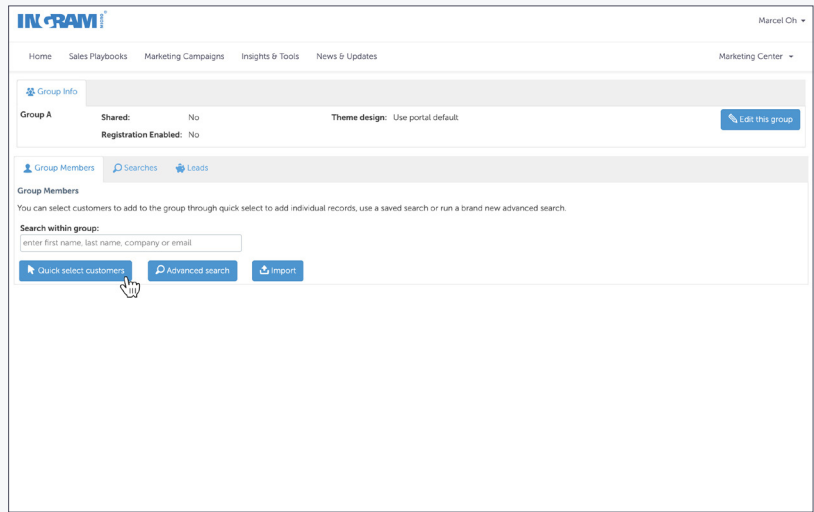 INGRAM MICRO®
Marcel Oh
Home Sales Playbooks Marketing Campaigns Insights & Tools News & Updates Marketing Center
Group Info
Group A Shared: No Theme design: Use portal default Edit this group
Registration Enabled: No
Group Members Searches Leads
Group Members
You can select customers to add to the group through quick select to add individual records, use a saved search or run a brand new advanced search.
Search within group:
enter first name, last name, company or email
Quick select customers Advanced search Import